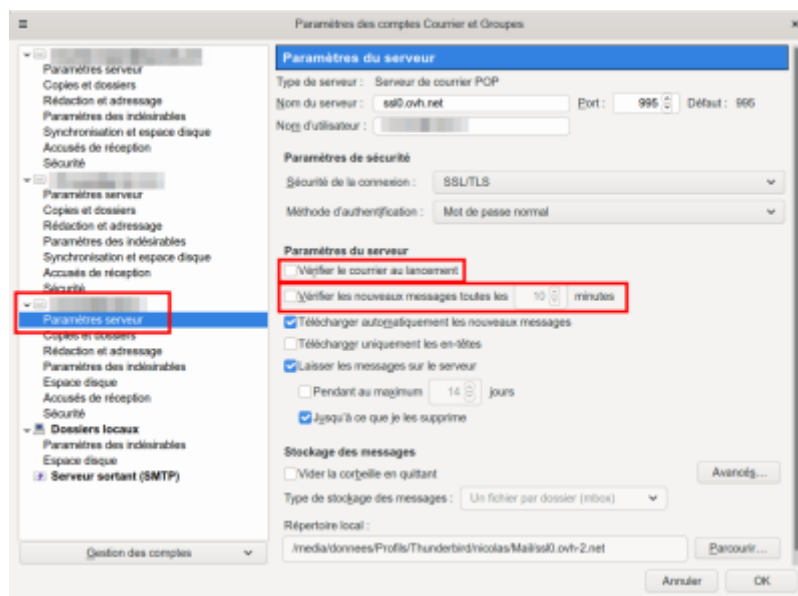 Paramètres des comptes Courrier et Groupes
Paramètres serveur
Copies et dossiers
Rédaction et adressage
Paramètres des indésirables
Synchronisation et espace disque
Accusés de réception
Sécurité
Paramètres serveur
Copies et dossiers
Rédaction et adressage
Paramètres des indésirables
Synchronisation et espace disque
Accusés de réception
Sécurité
Paramètres serveur
Copies et dossiers
Rédaction et adressage
Paramètres des indésirables
Espace disque
Accusés de réception
Sécurité
Dossiers locaux
Paramètres des indésirables
Espace disque
Serveur sortant (SMTP)
Gestion des comptes
Paramètres du serveur
Type de serveur : Serveur de courrier POP
Nom du serveur : ssl0.ovh.net Port : 995 Défaut : 995
Nom d'utilisateur :
Paramètres de sécurité
Sécurité de la connexion : SSL/TLS
Méthode d'authentification : Mot de passe normal
Paramètres du serveur
Vérifier le courrier au lancement
Vérifier les nouveaux messages toutes les 10 minutes
Télécharger automatiquement les nouveaux messages
Télécharger uniquement les en-têtes
Laisser les messages sur le serveur
Pendant au maximum 14 jours
Jusqu'à ce que je les supprime
Stockage des messages
Vider la corbeille en quittant Avancés...
Type de stockage des messages : Un fichier par dossier (mbox)
Répertoire local :
/media/donnees/Profils/Thunderbird/nicolas/Mail/ssl0.ovh-2.net Parcourir...
Annuler OK